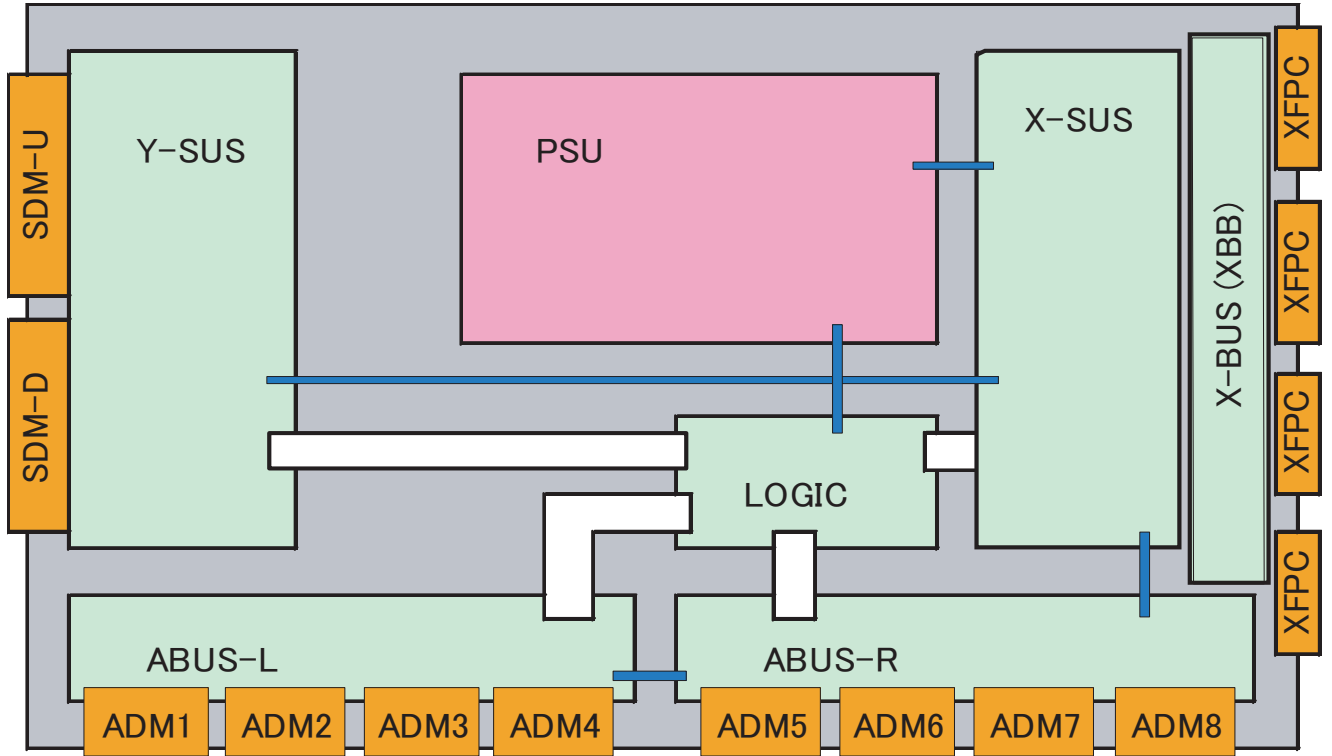 SDM-U
Y-SUS
PSU
X-SUS
X-BUS (XBB)
XFPC
XFPC
SDM-D
XFPC
XFPC
LOGIC
ABUS-L
ABUS-R
ADM1
ADM2
ADM3
ADM4
ADM5
ADM6
ADM7
ADM8